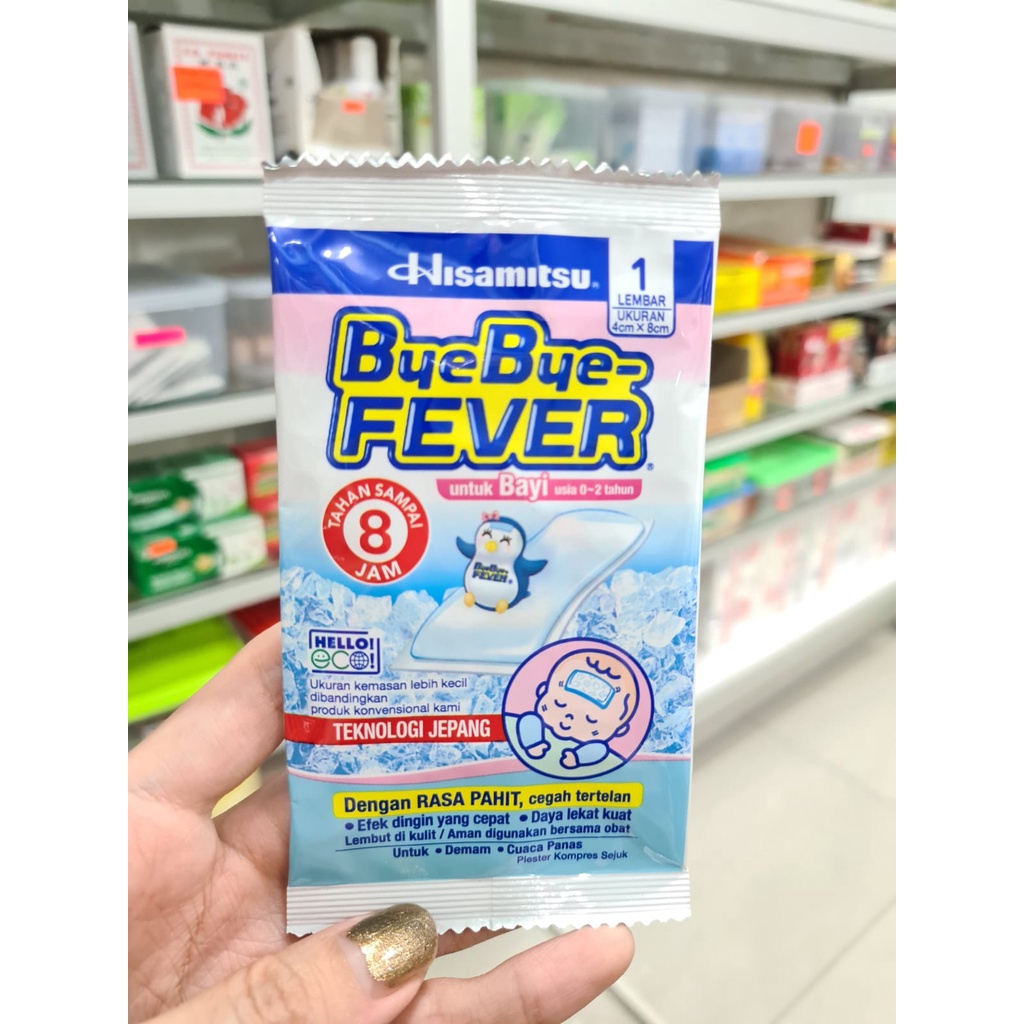 HISAMITSU®
1
LEMBAR
UKURAN
4cm × 8cm
ByeBye-
FEVER®
untuk Bayi usia 0~2 tahun
TAHAN SAMPAI
8
JAM
ByeBye-
FEVER®
HELLO!
eco!
Ukuran kemasan lebih kecil
dibandingkan
produk konvensional kami
TEKNOLOGI JEPANG
Dengan RASA PAHIT, cegah tertelan
• Efek dingin yang cepat • Daya lekat kuat
Lembut di kulit / Aman digunakan bersama obat
Untuk • Demam • Cuaca Panas
Plester Kompres Sejuk